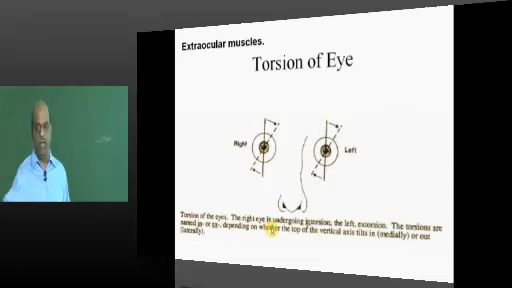 Extraocular muscles.
Torsion of Eye
Right
Left
Torsion of the eyes. The right eye is undergoing intorsion; the left, extorsion. The torsions are
named in- or ex-, depending on whether the top of the vertical axis tilts in (medially) or out
(laterally).